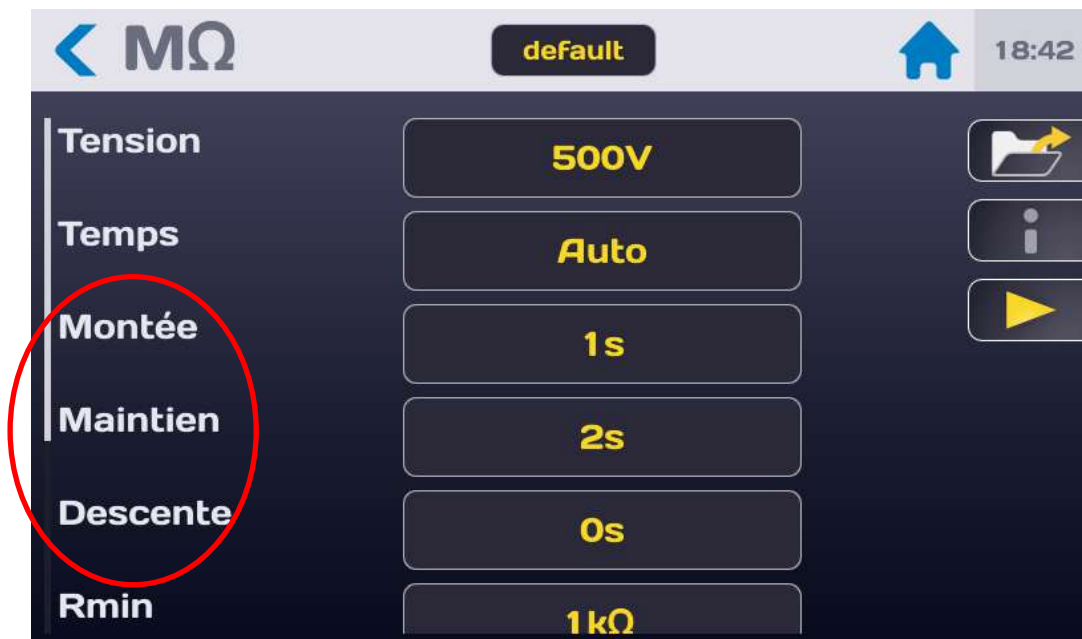 MΩ default 18:42
Tension 500V
Temps Auto
Montée 1s
Maintien 2s
Descente 0s
Rmin 1kΩ